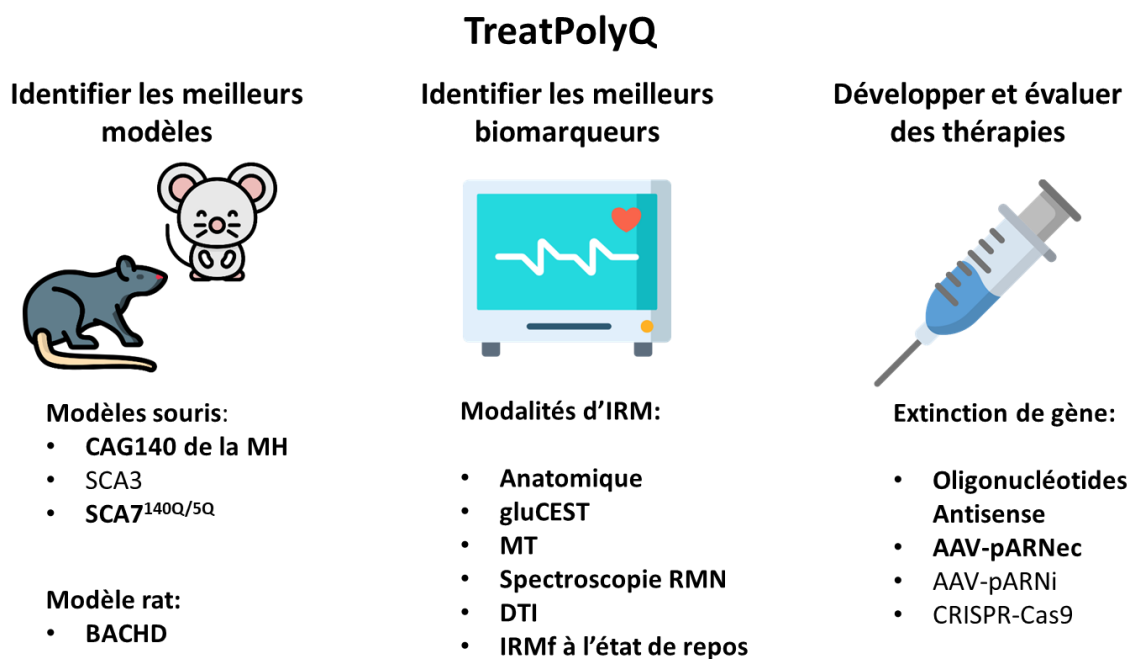 TreatPolyQ
Identifier les meilleurs
modèles
Identifier les meilleurs
biomarqueurs
Développer et évaluer
des thérapies
Modèles souris:
• CAG140 de la MH
• SCA3
• SCA7140Q/5Q
Modèle rat:
• BACHD
Modalités d’IRM:
• Anatomique
• gluCEST
• MT
• Spectroscopie RMN
• DTI
• IRMf à l’état de repos
Extinction de gène:
• Oligonucléotides
Antisense
• AAV-pARNec
• AAV-pARNi
• CRISPR-Cas9